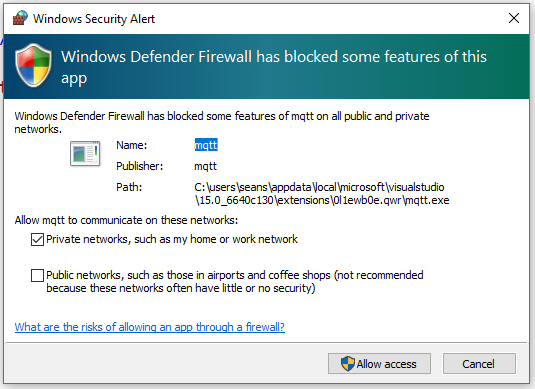 Windows Security Alert
Windows Defender Firewall has blocked some features of this
app
Windows Defender Firewall has blocked some features of mqtt on all public and private
networks.
Name: mqtt
Publisher: mqtt
Path: C:\users\seans\appdata\local\microsoft\visualstudio
\15.0_6640c130\extensions\0l1ewb0e.qwr\mqtt.exe
Allow mqtt to communicate on these networks:
Private networks, such as my home or work network
Public networks, such as those in airports and coffee shops (not recommended
because these networks often have little or no security)
What are the risks of allowing an app through a firewall?
Allow access Cancel